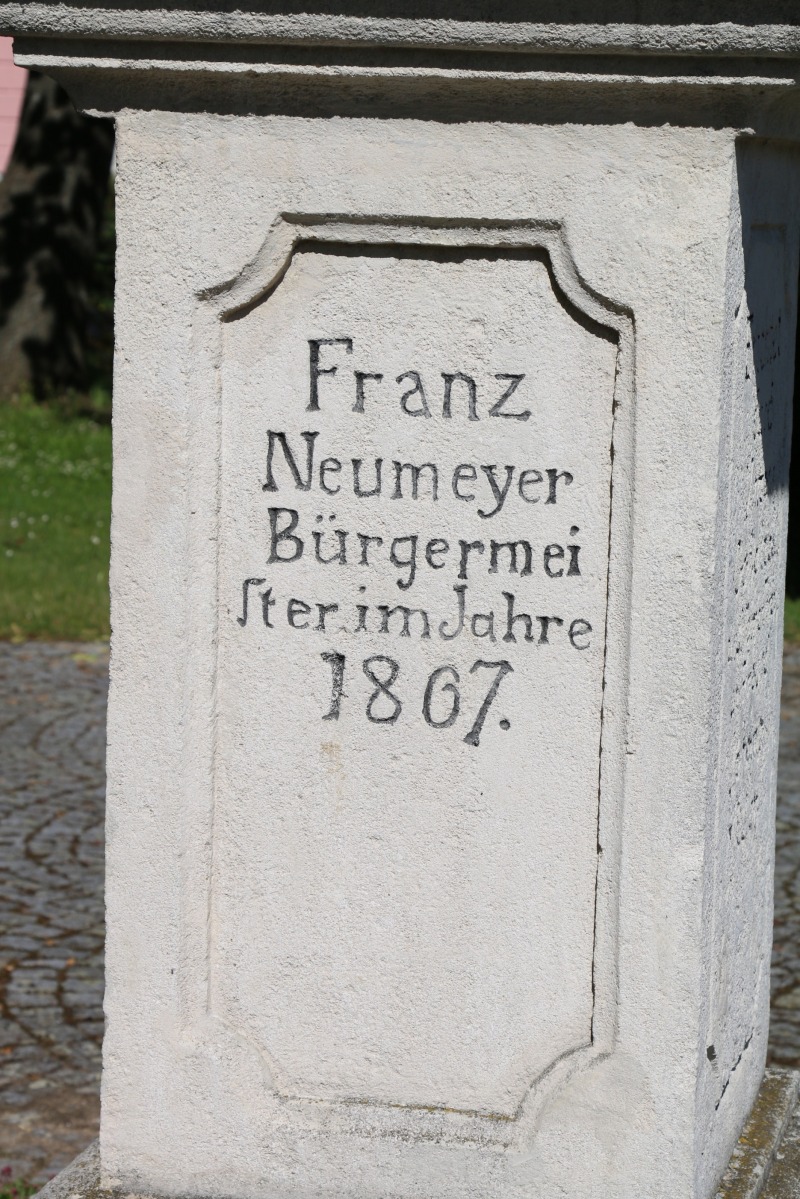 Franz
Neumeyer
Bürgermei
ſter im Jahre
1867.